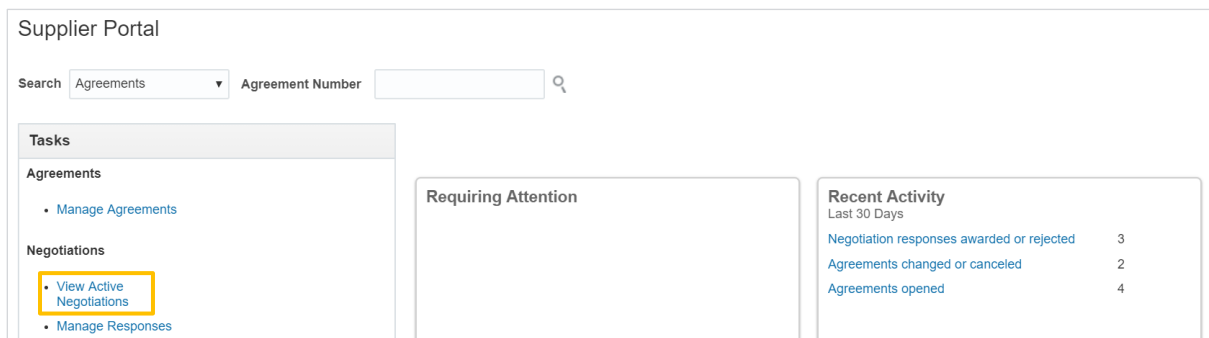 Supplier Portal
Search Agreements Agreement Number
Tasks
Agreements
Manage Agreements
Negotiations
View Active
Negotiations
Manage Responses
Requiring Attention
Recent Activity
Last 30 Days
Negotiation responses awarded or rejected 3
Agreements changed or canceled 2
Agreements opened 4